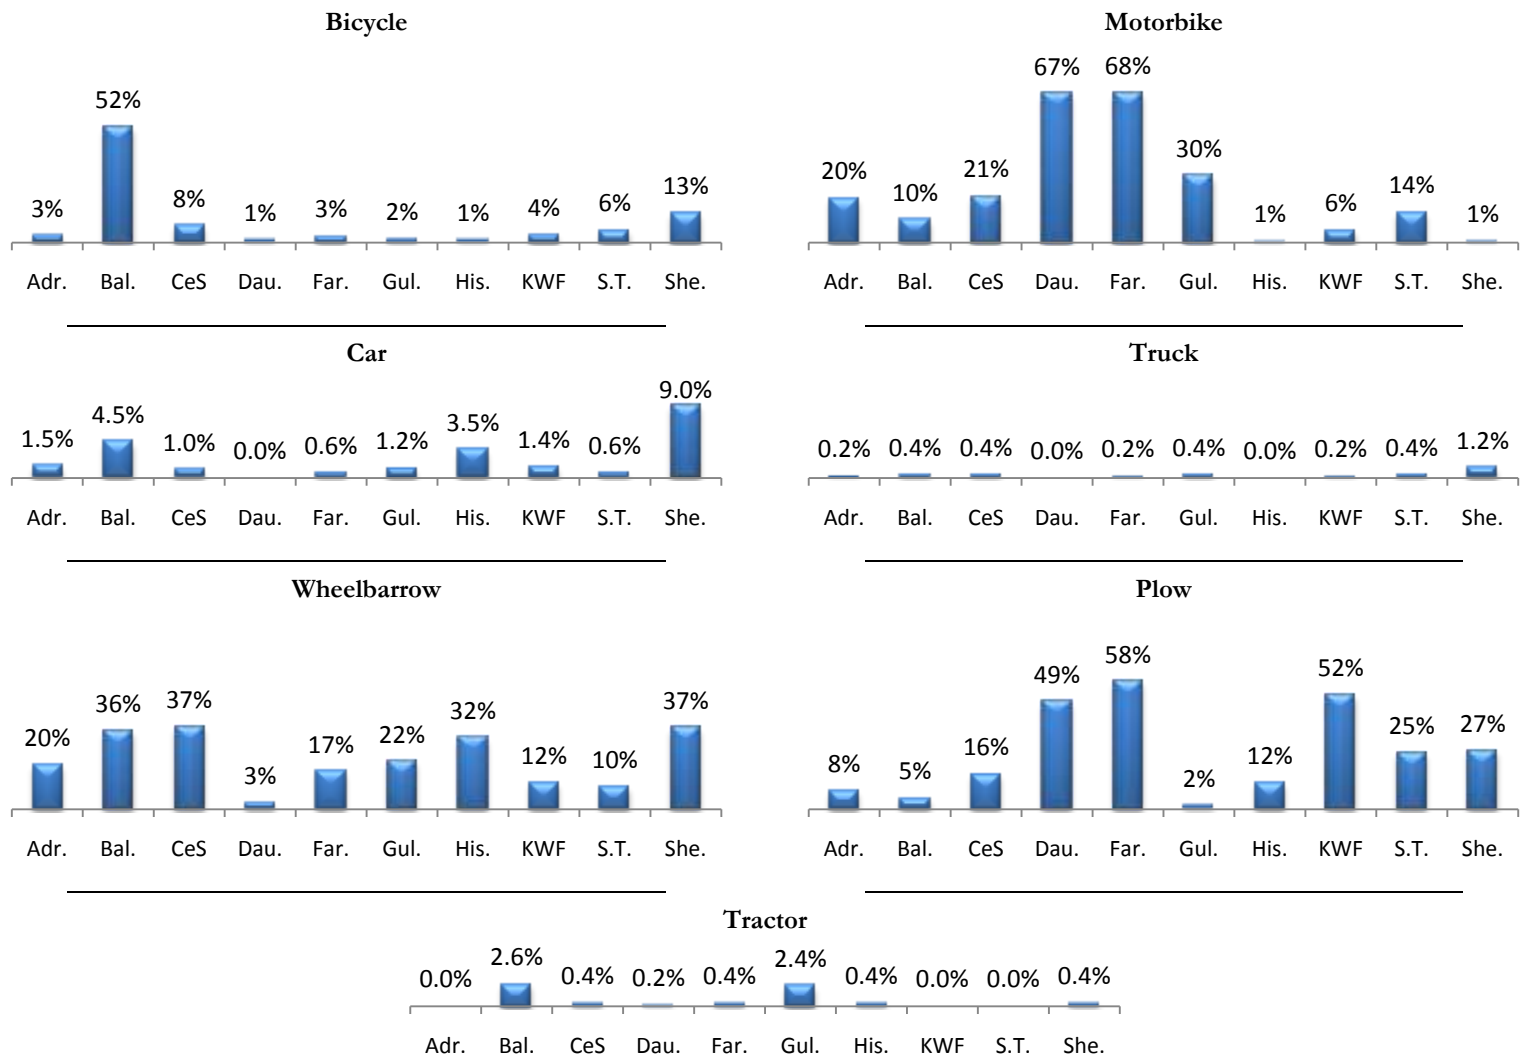 Bicycle
3% 52% 8% 1% 3% 2% 1% 4% 6% 13%
Adr. Bal. CeS Dau. Far. Gul. His. KWF S.T. She.
Motorbike
20% 10% 21% 67% 68% 30% 1% 6% 14% 1%
Adr. Bal. CeS Dau. Far. Gul. His. KWF S.T. She.
Car
1.5% 4.5% 1.0% 0.0% 0.6% 1.2% 3.5% 1.4% 0.6% 9.0%
Adr. Bal. CeS Dau. Far. Gul. His. KWF S.T. She.
Truck
0.2% 0.4% 0.4% 0.0% 0.2% 0.4% 0.0% 0.2% 0.4% 1.2%
Adr. Bal. CeS Dau. Far. Gul. His. KWF S.T. She.
Wheelbarrow
20% 36% 37% 3% 17% 22% 32% 12% 10% 37%
Adr. Bal. CeS Dau. Far. Gul. His. KWF S.T. She.
Plow
8% 5% 16% 49% 58% 2% 12% 52% 25% 27%
Adr. Bal. CeS Dau. Far. Gul. His. KWF S.T. She.
Tractor
0.0% 2.6% 0.4% 0.2% 0.4% 2.4% 0.4% 0.0% 0.0% 0.4%
Adr. Bal. CeS Dau. Far. Gul. His. KWF S.T. She.